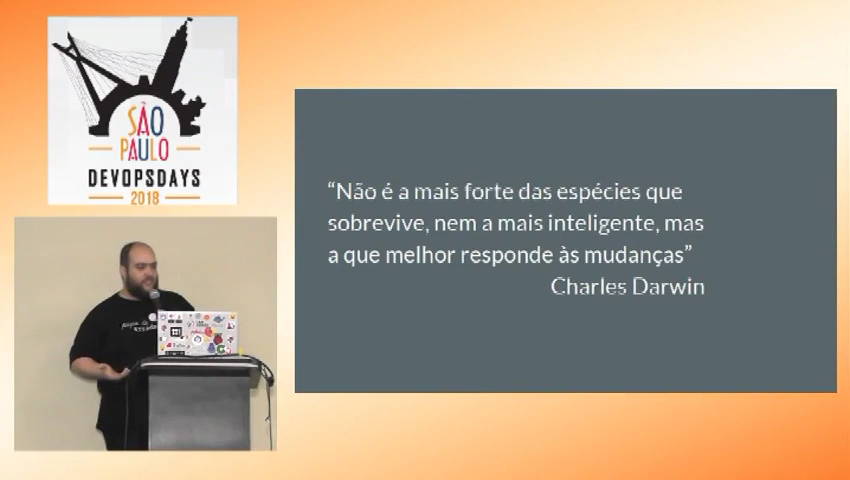 SÃO
PAULO
DEVOPSDAYS
2018
“Não é a mais forte das espécies que
sobrevive, nem a mais inteligente, mas
a que melhor responde às mudanças”
Charles Darwin